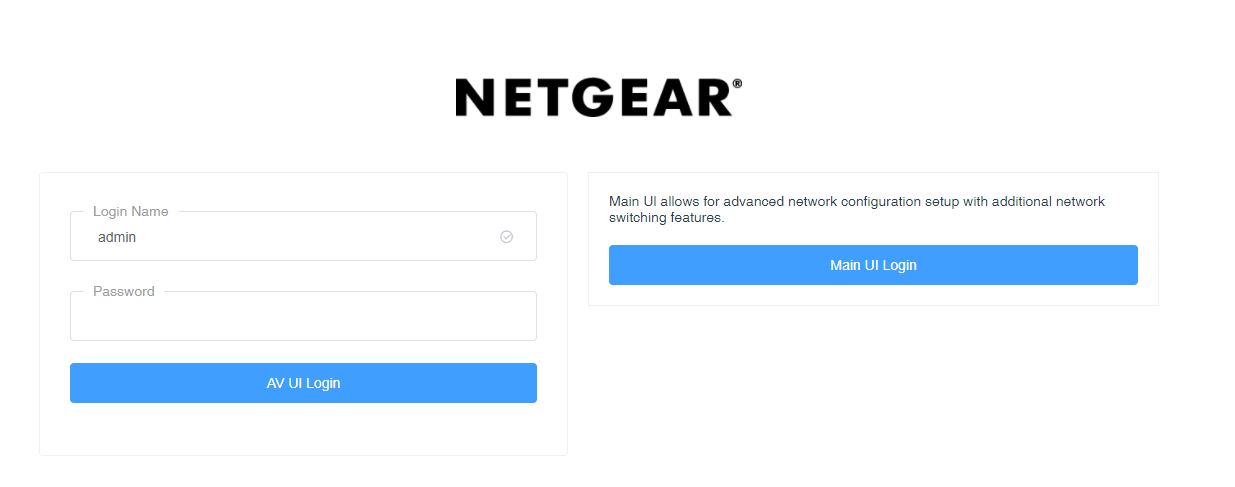 NETGEAR®
Login Name
admin
Password
AV UI Login
Main UI allows for advanced network configuration setup with additional network
switching features.
Main UI Login